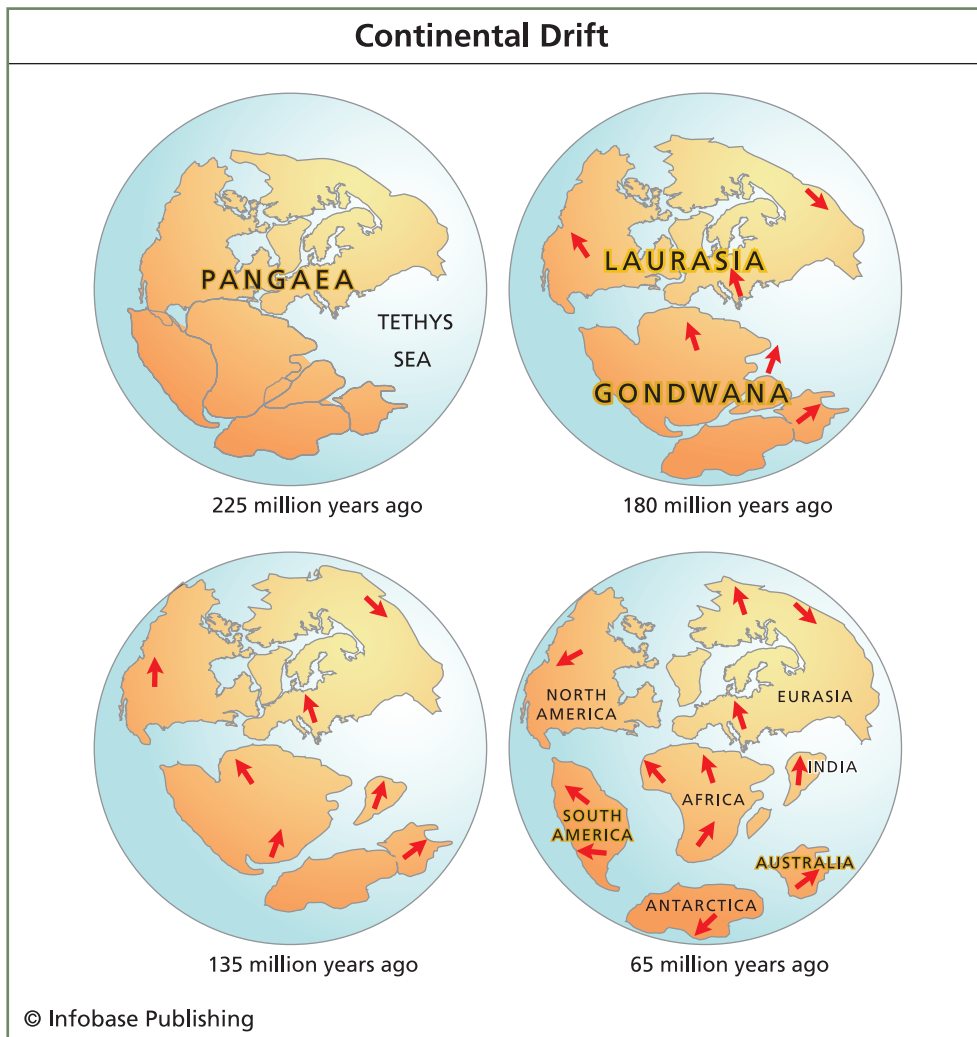 Continental Drift
PANGAEA
TETHYS
SEA
225 million years ago
LAURASIA
GONDWANA
180 million years ago
135 million years ago
NORTH
AMERICA
EURASIA
INDIA
AFRICA
SOUTH
AMERICA
AUSTRALIA
ANTARCTICA
65 million years ago
© Infobase Publishing